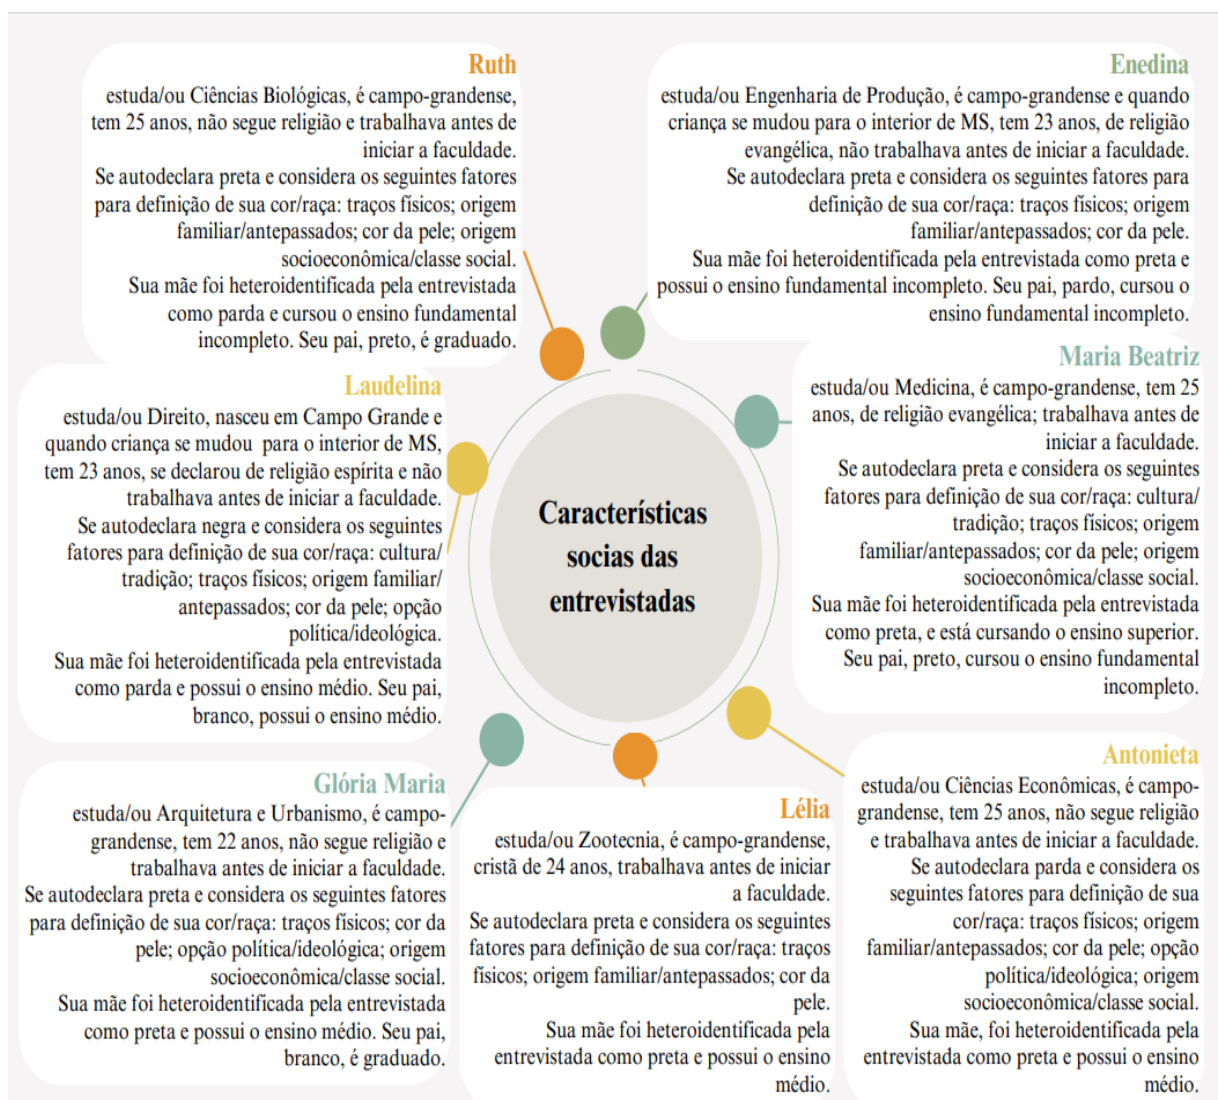 Ruth
estuda/ou Ciências Biológicas, é campo-grandense,
tem 25 anos, não segue religião e trabalhava antes de
iniciar a faculdade.
Se autodeclara preta e considera os seguintes fatores
para definição de sua cor/raça: traços físicos; origem
familiar/antepassados; cor da pele; origem
socioeconômica/classe social.
Sua mãe foi heteroidentificada pela entrevistada
como parda e cursou o ensino fundamental
incompleto. Seu pai, preto, é graduado.
Enedina
estuda/ou Engenharia de Produção, é campo-grandense e quando
criança se mudou para o interior de MS, tem 23 anos, de religião
evangélica, não trabalhava antes de iniciar a faculdade.
Se autodeclara preta e considera os seguintes fatores para
definição de sua cor/raça: traços físicos; origem
familiar/antepassados; cor da pele.
Sua mãe foi heteroidentificada pela entrevistada como preta e
possui o ensino fundamental incompleto. Seu pai, pardo, cursou o
ensino fundamental incompleto.
Laudelina
estuda/ou Direito, nasceu em Campo Grande e
quando criança se mudou para o interior de MS,
tem 23 anos, se declarou de religião espírita e não
trabalhava antes de iniciar a faculdade.
Se autodeclara negra e considera os seguintes
fatores para definição de sua cor/raça: cultura/
tradição; traços físicos; origem familiar/
antepassados; cor da pele; opção
política/ideológica.
Sua mãe foi heteroidentificada pela entrevistada
como parda e possui o ensino médio. Seu pai,
branco, possui o ensino médio.
Características
socias das
entrevistadas
Maria Beatriz
estuda/ou Medicina, é campo-grandense, tem 25
anos, de religião evangélica; trabalhava antes de
iniciar a faculdade.
Se autodeclara preta e considera os seguintes
fatores para definição de sua cor/raça: cultura/
tradição; traços físicos; origem
familiar/antepassados; cor da pele; origem
socioeconômica/classe social.
Sua mãe foi heteroidentificada pela entrevistada
como preta, e está cursando o ensino superior.
Seu pai, preto, cursou o ensino fundamental
incompleto.
Glória Maria
estuda/ou Arquitetura e Urbanismo, é campo-
grandense, tem 22 anos, não segue religião e
trabalhava antes de iniciar a faculdade.
Se autodeclara preta e considera os seguintes fatores
para definição de sua cor/raça: traços físicos; cor da
pele; opção política/ideológica; origem
socioeconômica/classe social.
Sua mãe foi heteroidentificada pela entrevistada
como preta e possui o ensino médio. Seu pai,
branco, é graduado.
Lélia
estuda/ou Zootecnia, é campo-grandense,
cristã de 24 anos, trabalhava antes de iniciar
a faculdade.
Se autodeclara preta e considera os seguintes
fatores para definição de sua cor/raça: traços
físicos; origem familiar/antepassados; cor da
pele.
Sua mãe foi heteroidentificada pela
entrevistada como preta e possui o ensino
médio.
Antonieta
estuda/ou Ciências Econômicas, é campo-
grandense, tem 25 anos, não segue religião
e trabalhava antes de iniciar a faculdade.
Se autodeclara parda e considera os
seguintes fatores para definição de sua
cor/raça: traços físicos; origem
familiar/antepassados; cor da pele; opção
política/ideológica; origem
socioeconômica/classe social.
Sua mãe, foi heteroidentificada pela
entrevistada como preta e possui o ensino
médio.